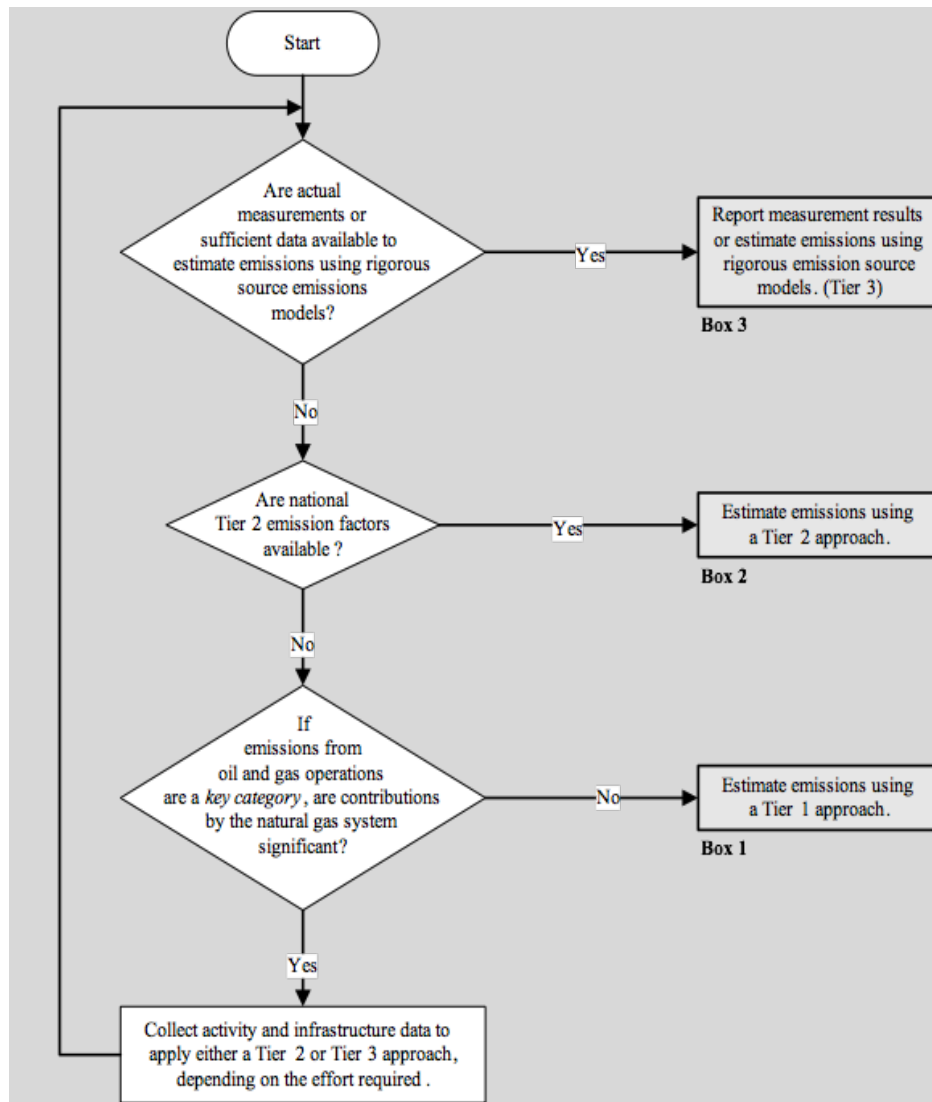 Start
Are actual
measurements or
sufficient data available to
estimate emissions using rigorous
source emissions
models?
Yes
Report measurement results
or estimate emissions using
rigorous emission source
models. (Tier 3)
Box 3
No
Are national
Tier 2 emission factors
available ?
Yes
Estimate emissions using
a Tier 2 approach.
Box 2
No
If
emissions from
oil and gas operations
are a key category, are contributions
by the natural gas system
significant?
No
Estimate emissions using
a Tier 1 approach.
Box 1
Yes
Collect activity and infrastructure data to
apply either a Tier 2 or Tier 3 approach,
depending on the effort required .